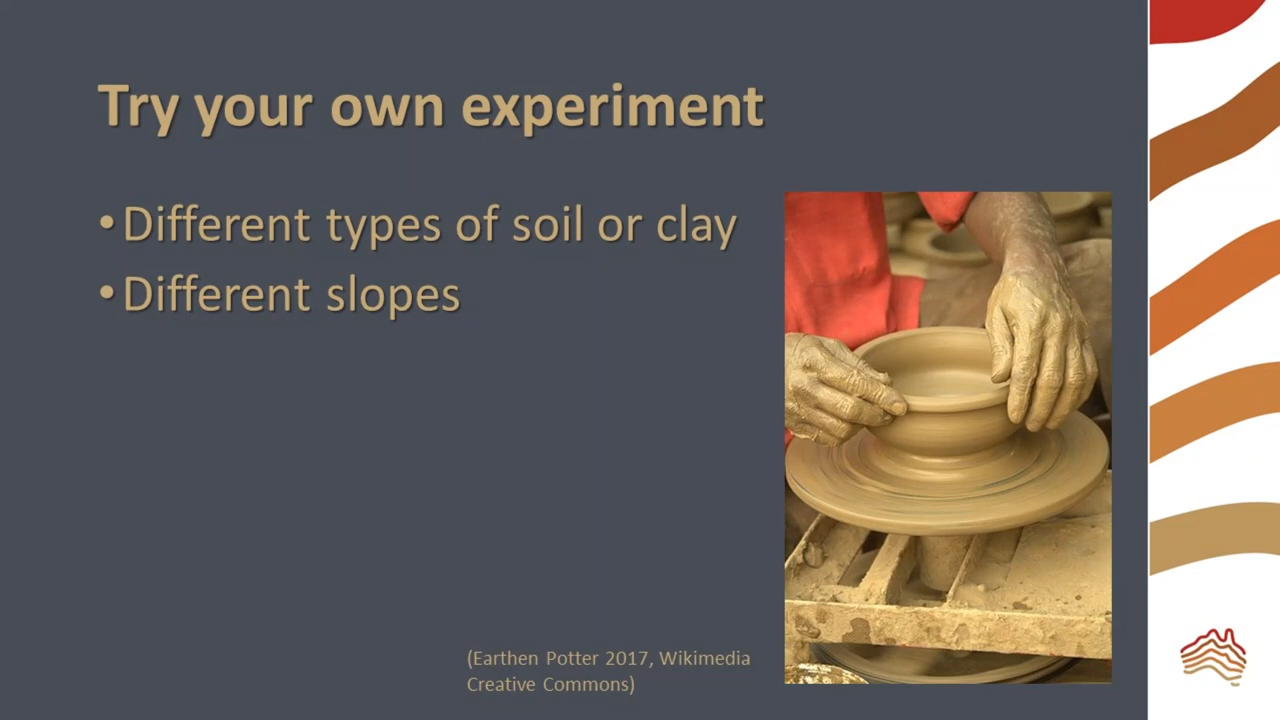 Try your own experiment
• Different types of soil or clay
• Different slopes
(Earthen Potter 2017, Wikimedia
Creative Commons)